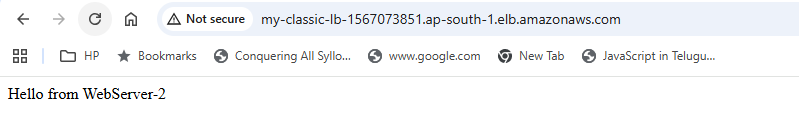 Not secure my-classic-lb-1567073851.ap-south-1.elb.amazonaws.com
HP Bookmarks Conquering All Syllo... www.google.com New Tab JavaScript in Telugu...
Hello from WebServer-2